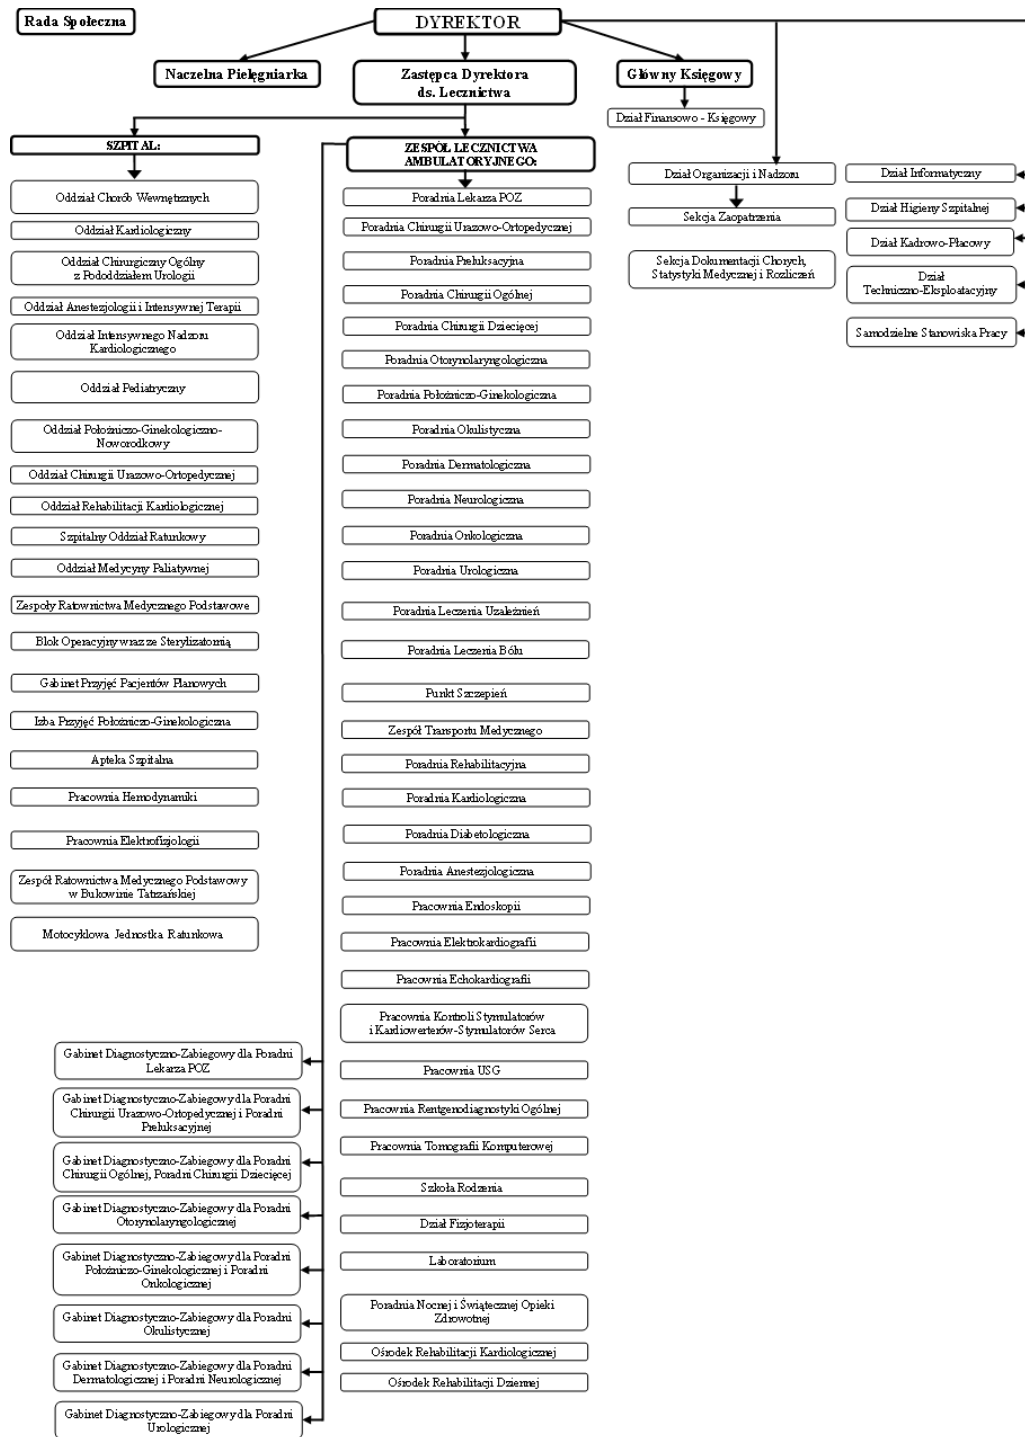 Rada Społeczna
DYREKTOR
Naczelna Pielęgniarka
Zastępca Dyrektora
ds. Lecznictwa
Główny Księgowy
Dział Finansowo - Księgowy
SZPITAL:
Oddział Chorób Wewnętrznych
Oddział Kardiologiczny
Oddział Chirurgiczny Ogólny
z Pododdziałem Urologii
Oddział Anestezjologii i Intensywnej Terapii
Oddział Intensywnego Nadzoru
Kardiologicznego
Oddział Pediatryczny
Oddział Położniczo-Ginekologiczno-
Noworodkowy
Oddział Chirurgii Urazowo-Ortopedycznej
Oddział Rehabilitacji Kardiologicznej
Szpitalny Oddział Ratunkowy
Oddział Medycyny Paliatywnej
Zespoły Ratownictwa Medycznego Podstawowe
Blok Operacyjny wraz ze Sterylizatornią
Gabinet Przyjęć Pacjentów Planowych
Izba Przyjęć Położniczo-Ginekologiczna
Apteka Szpitalna
Pracownia Hemodynamiki
Pracownia Elektrofizjologii
Zespół Ratownictwa Medycznego Podstawowy
w Bukowinie Tatrzańskiej
Motocyklowa Jednostka Ratunkowa
ZESPÓŁ LECZNICTWA
AMBULATORYJNEGO:
Poradnia Lekarza POZ
Poradnia Chirurgii Urazowo-Ortopedycznej
Poradnia Preluksacyjna
Poradnia Chirurgii Ogólnej
Poradnia Chirurgii Dziecięcej
Poradnia Otorynolaryngologiczna
Poradnia Położniczo-Ginekologiczna
Poradnia Okulistyczna
Poradnia Dermatologiczna
Poradnia Neurologiczna
Poradnia Onkologiczna
Poradnia Urologiczna
Poradnia Leczenia Uzależnień
Poradnia Leczenia Bólu
Punkt Szczepień
Zespół Transportu Medycznego
Poradnia Rehabilitacyjna
Poradnia Kardiologiczna
Poradnia Diabetologiczna
Poradnia Anestezjologiczna
Pracownia Endoskopii
Pracownia Elektrokardiografii
Pracownia Echokardiografii
Pracownia Kontroli Stymulatorów
i Kardiowerterów-Stymulatorów Serca
Pracownia USG
Pracownia Rentgenodiagnostyki Ogólnej
Pracownia Tomografii Komputerowej
Szkoła Rodzenia
Dział Fizjoterapii
Laboratorium
Poradnia Nocnej i Świątecznej Opieki
Zdrowotnej
Ośrodek Rehabilitacji Kardiologicznej
Ośrodek Rehabilitacji Dziennej
Gabinet Diagnostyczno-Zabiegowy dla Poradni
Lekarza POZ
Gabinet Diagnostyczno-Zabiegowy dla Poradni
Chirurgii Urazowo-Ortopedycznej i Poradni
Preluksacyjnej
Gabinet Diagnostyczno-Zabiegowy dla Poradni
Chirurgii Ogólnej, Poradni Chirurgii Dziecięcej
Gabinet Diagnostyczno-Zabiegowy dla Poradni
Otorynolaryngologicznej
Gabinet Diagnostyczno-Zabiegowy dla Poradni
Położniczo-Ginekologicznej i Poradni
Onkologicznej
Gabinet Diagnostyczno-Zabiegowy dla Poradni
Okulistycznej
Gabinet Diagnostyczno-Zabiegowy dla Poradni
Dermatologicznej i Poradni Neurologicznej
Gabinet Diagnostyczno-Zabiegowy dla Poradni
Urologicznej
Dział Organizacji i Nadzoru
Sekcja Zaopatrzenia
Sekcja Dokumentacji Chorych,
Statystyki Medycznej i Rozliczeń
Dział Informatyczny
Dział Higieny Szpitalnej
Dział Kadrowo-Płacowy
Dział
Techniczno-Eksploatacyjny
Samodzielne Stanowiska Pracy